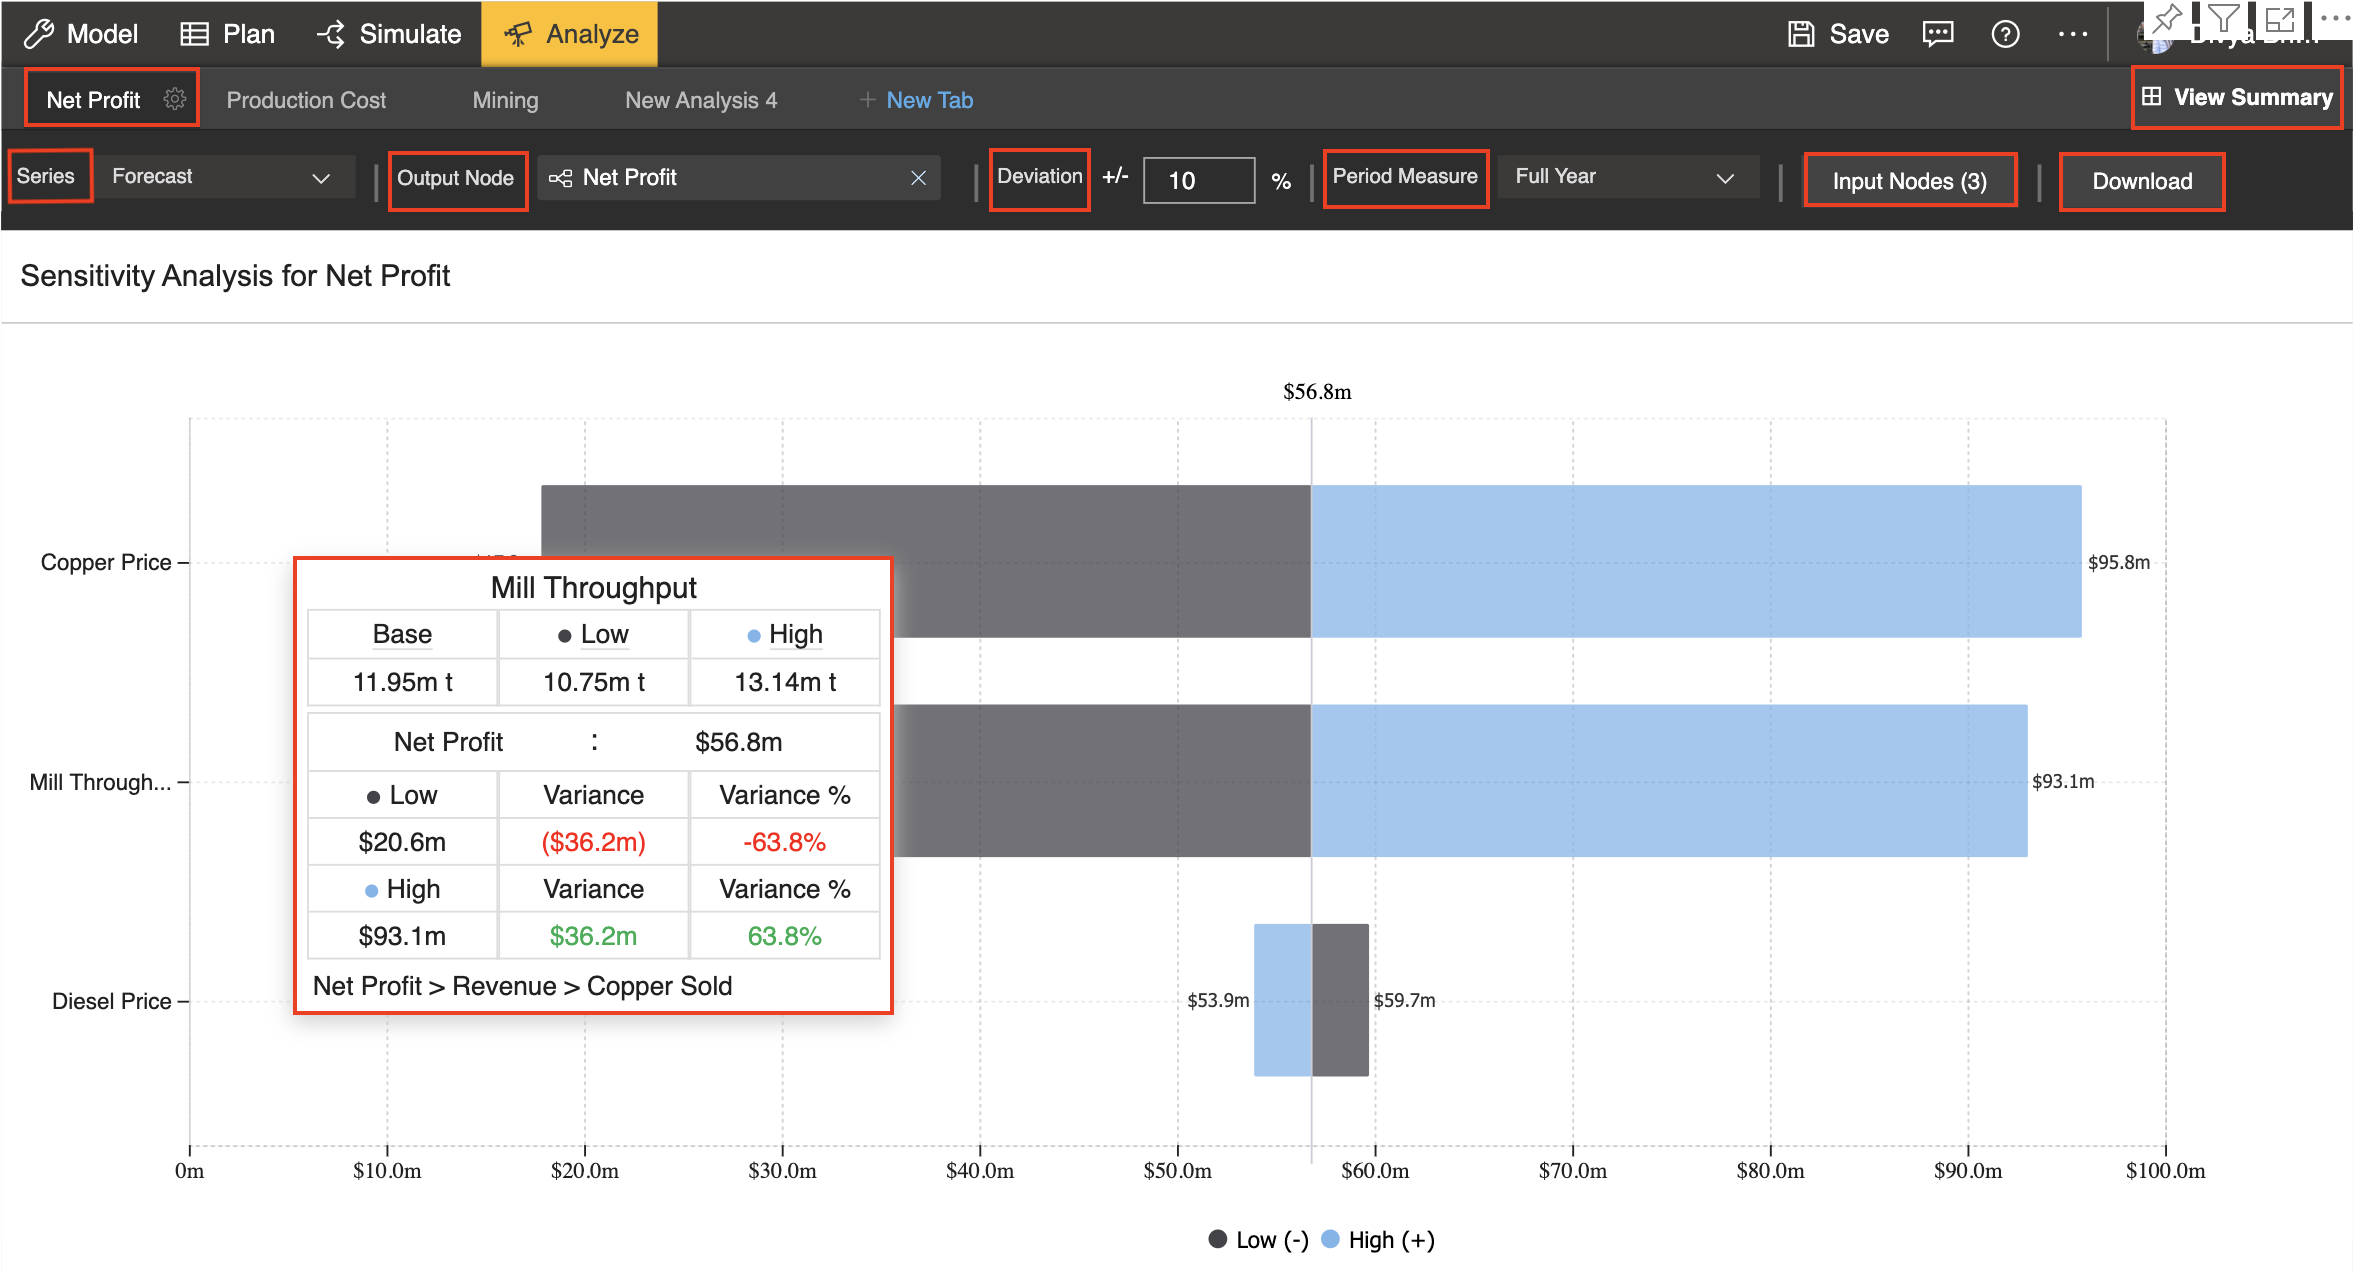 Model Plan Simulate Analyze Save
Net Profit Production Cost Mining New Analysis 4 + New Tab View Summary
Series Forecast Output Node Net Profit Deviation +/- 10 % Period Measure Full Year Input Nodes (3) Download
Sensitivity Analysis for Net Profit
$56.8m
Copper Price $95.8m
Mill Throughput
Base Low High
11.95m t 10.75m t 13.14m t
Net Profit : $56.8m
Low Variance Variance %
$20.6m ($36.2m) -63.8%
High Variance Variance %
$93.1m $36.2m 63.8%
Net Profit > Revenue > Copper Sold
Mill Through... $93.1m
Diesel Price $53.9m $59.7m
0m $10.0m $20.0m $30.0m $40.0m $50.0m $60.0m $70.0m $80.0m $90.0m $100.0m
Low (-) High (+)